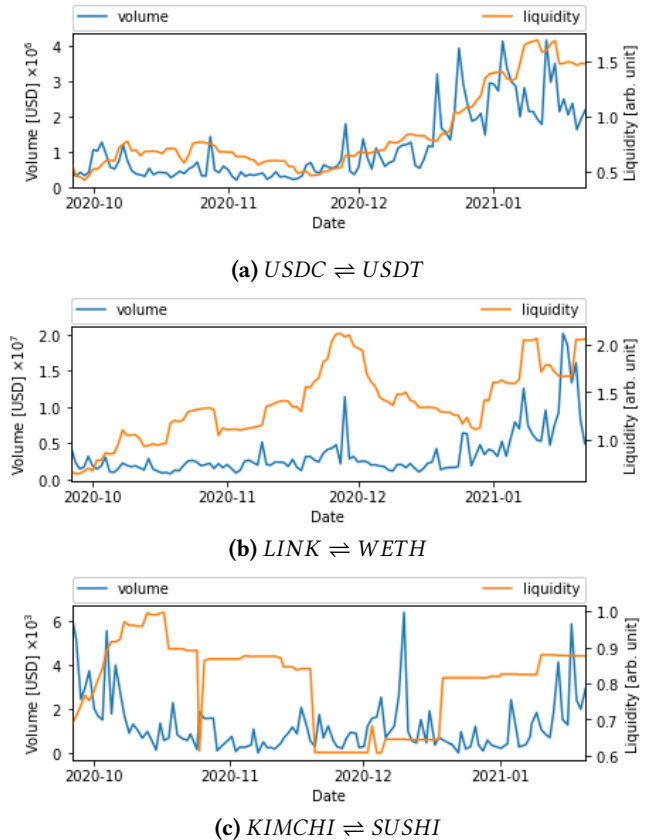 volume liquidity
Volume [USD] ×10⁶
4
3
2
1
0
Liquidity [arb. unit]
1.5
1.0
0.5
2020-10 2020-11 2020-12 2021-01
Date
(a) USDC ⇌ USDT
volume liquidity
Volume [USD] ×10⁷
2.0
1.5
1.0
0.5
0.0
Liquidity [arb. unit]
2.0
1.5
1.0
2020-10 2020-11 2020-12 2021-01
Date
(b) LINK ⇌ WETH
volume liquidity
Volume [USD] ×10³
6
4
2
0
Liquidity [arb. unit]
1.0
0.9
0.8
0.7
0.6
2020-10 2020-11 2020-12 2021-01
Date
(c) KIMCHI ⇌ SUSHI